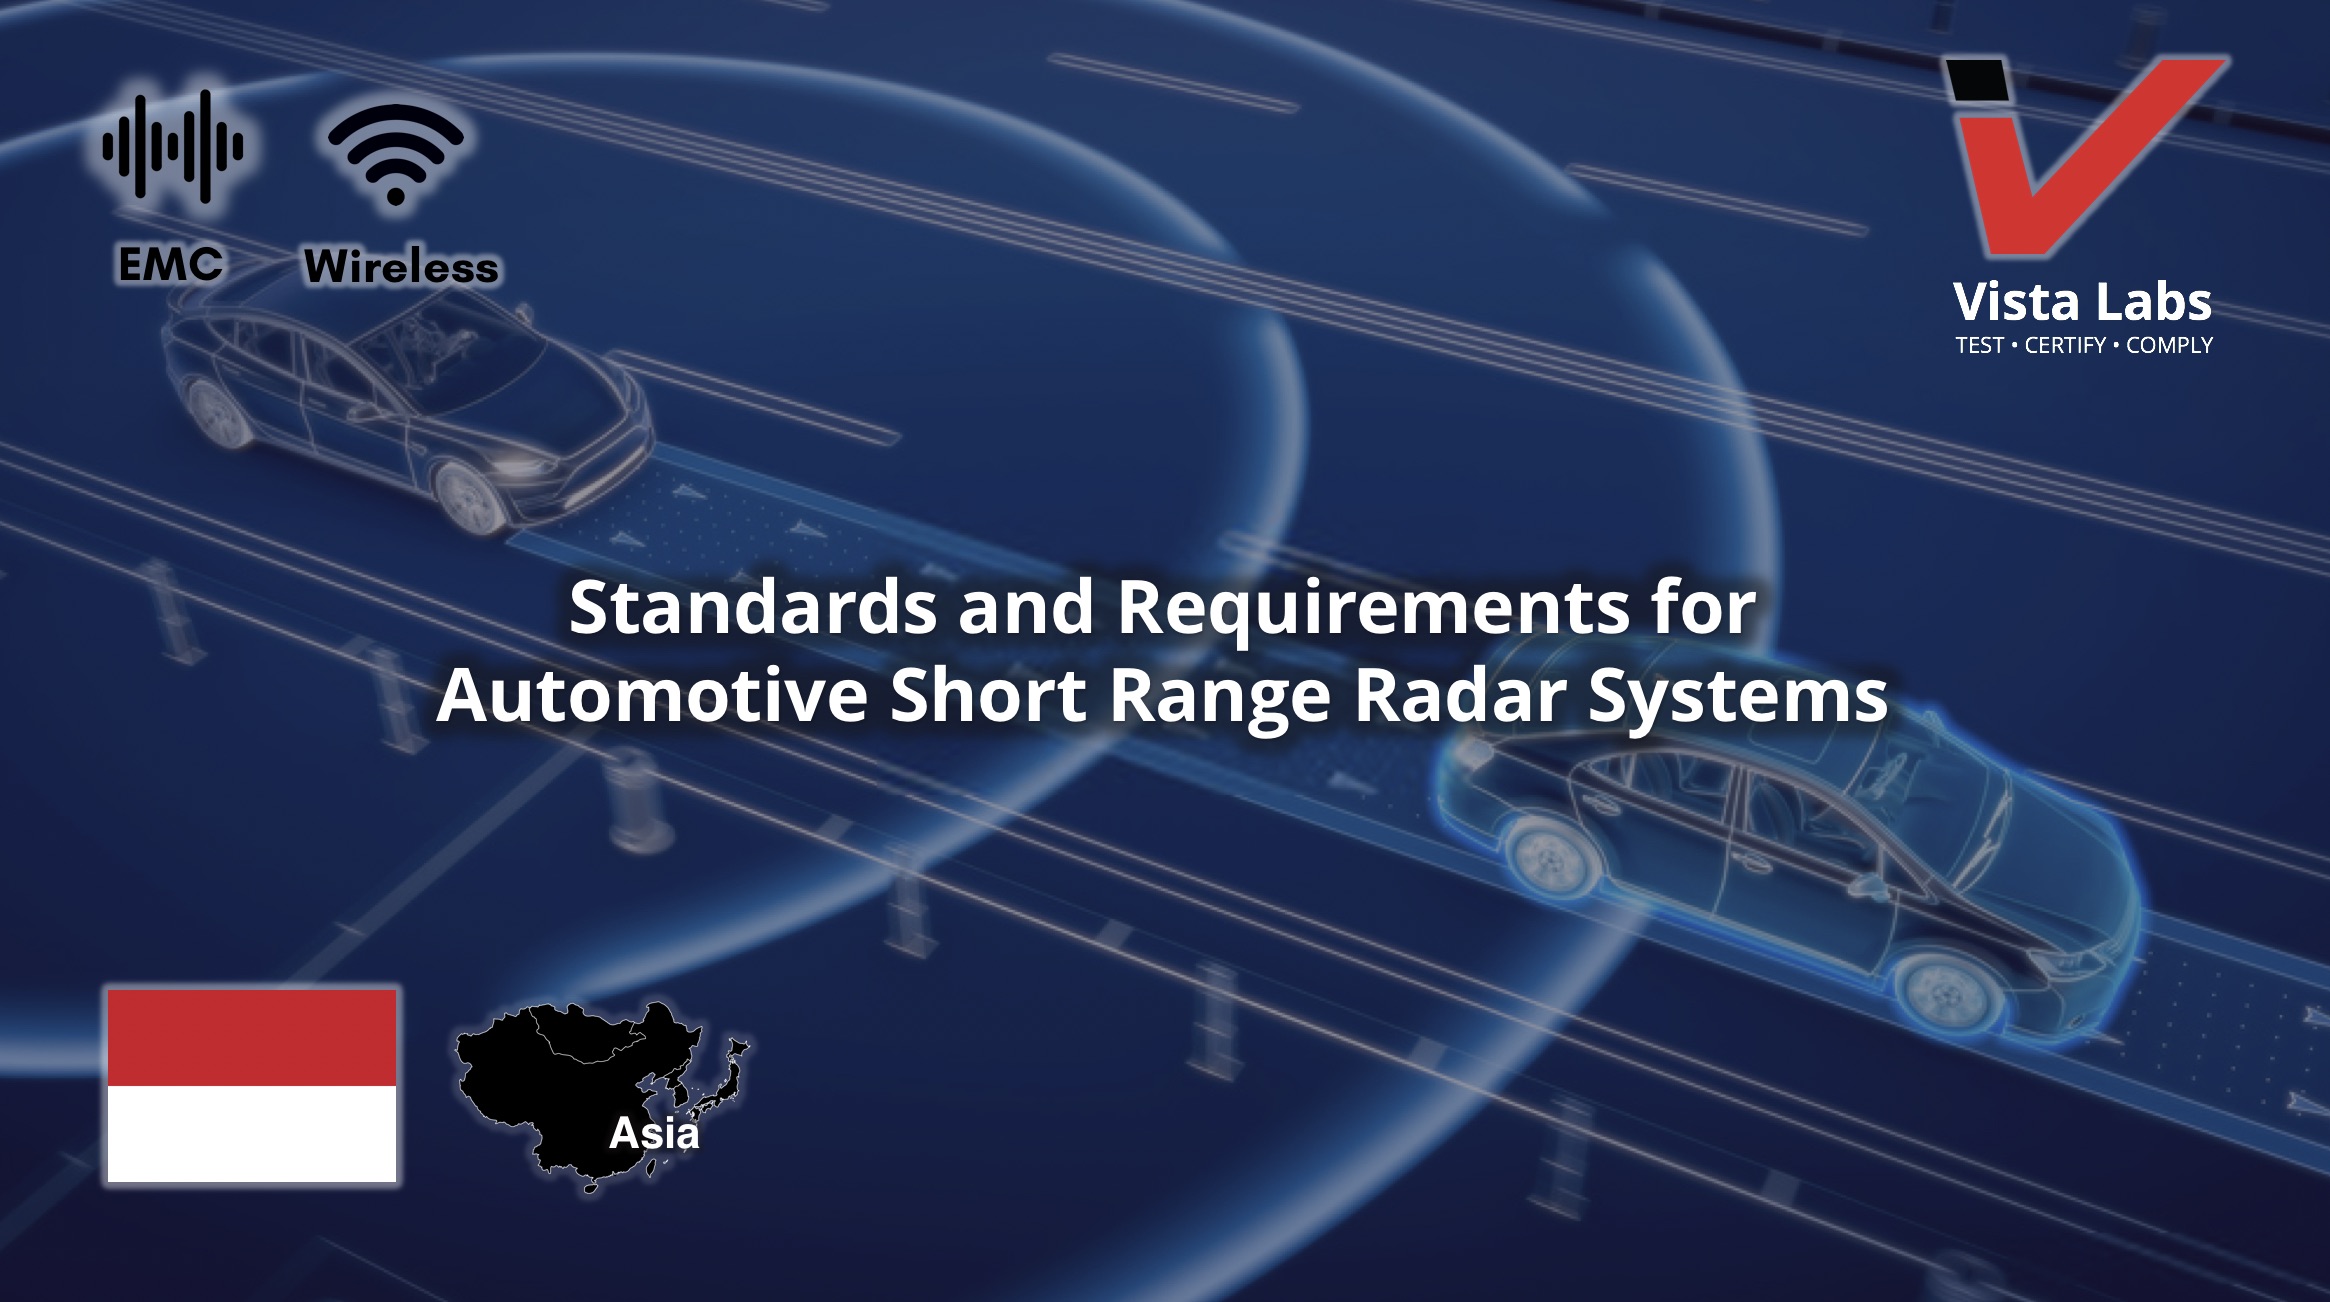 EMC
Wireless
Vista Labs
TEST • CERTIFY • COMPLY
Standards and Requirements for
Automotive Short Range Radar Systems
Asia